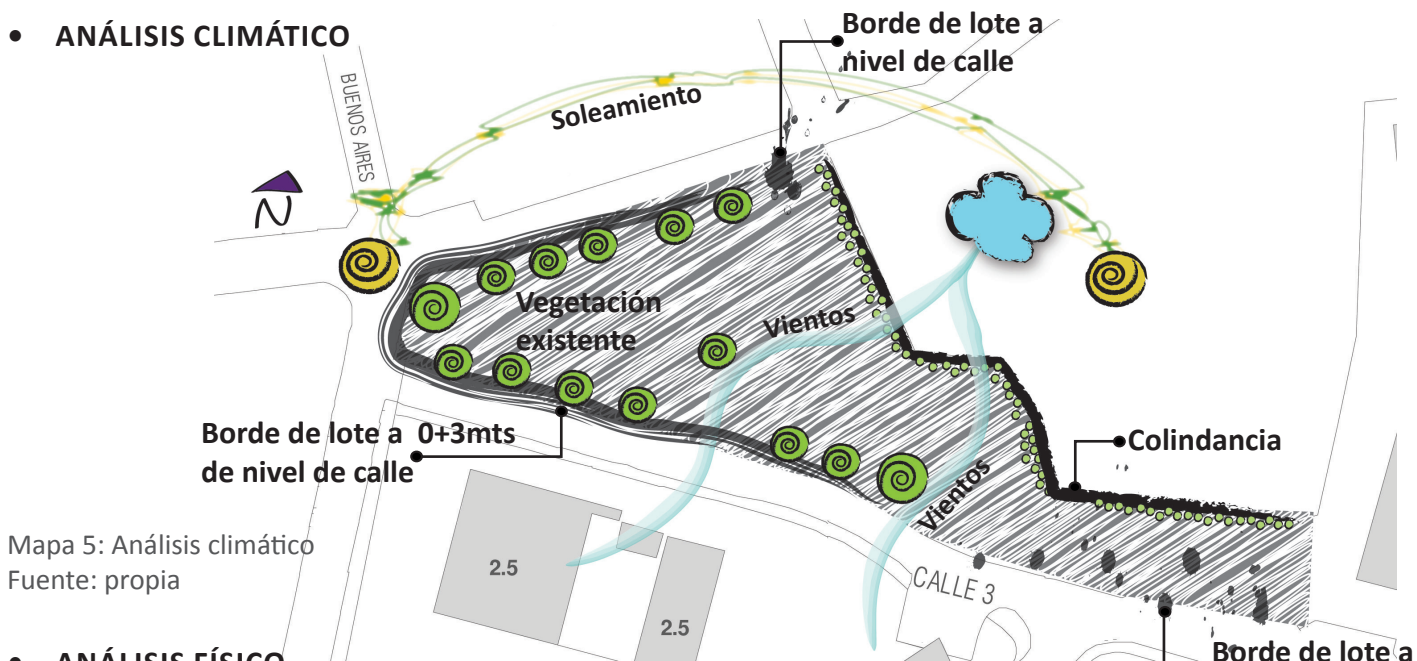 • ANÁLISIS CLIMÁTICO
Borde de lote a
nivel de calle
BUENOS AIRES
Soleamiento
N
Vegetación
existente
Vientos
Borde de lote a 0+3mts
de nivel de calle
Colindancia
Vientos
Mapa 5: Análisis climático
Fuente: propia
2.5
2.5
CALLE 3
Borde de lote a
• ANÁLISIS FÍSICO